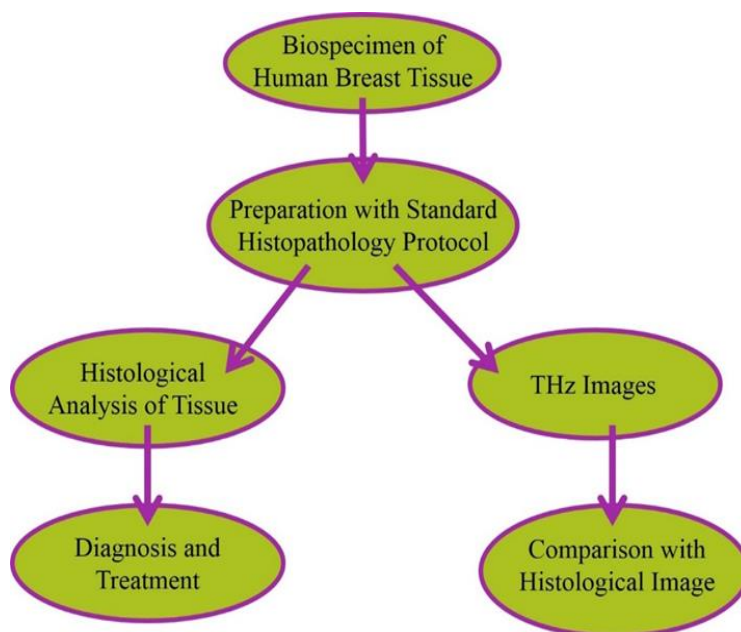 Biospecimen of
Human Breast Tissue
Preparation with Standard
Histopathology Protocol
Histological
Analysis of Tissue
THz Images
Diagnosis and
Treatment
Comparison with
Histological Image